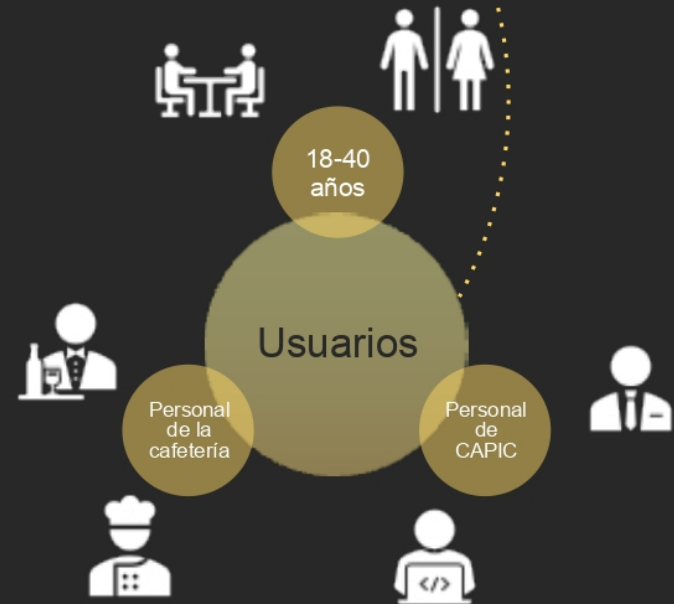 18-40
años
Usuarios
Personal
de la
cafetería
Personal
de
CAPIC
</>